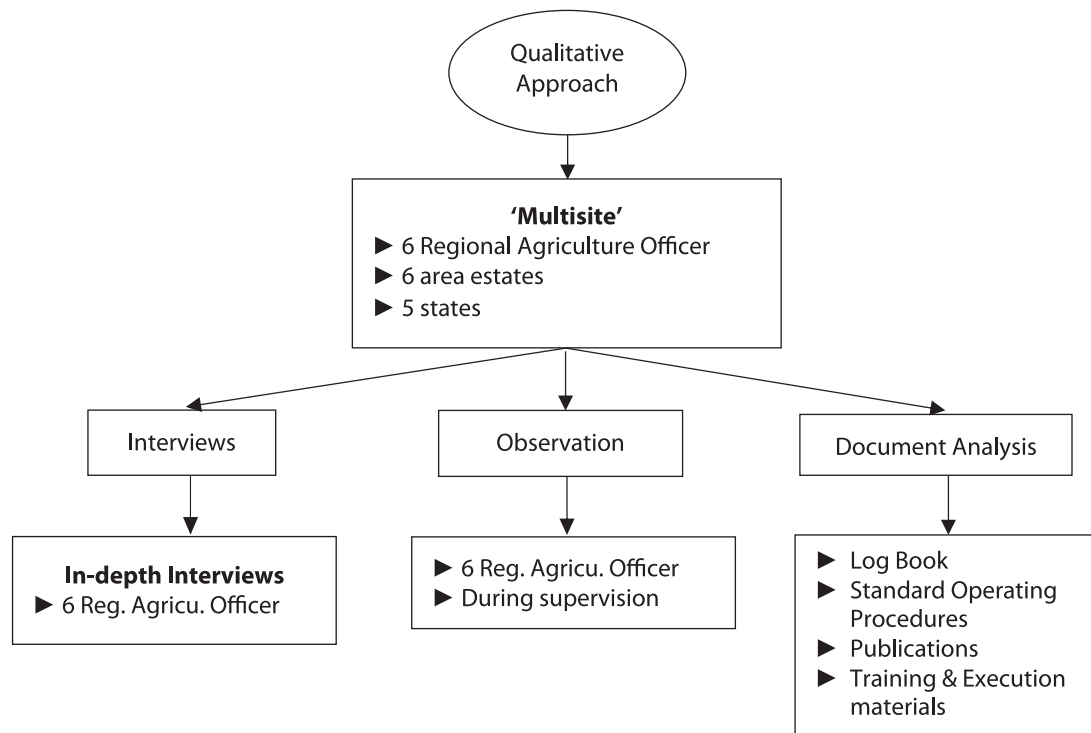 Qualitative
Approach
‘Multisite’
► 6 Regional Agriculture Officer
► 6 area estates
► 5 states
Interviews
Observation
Document Analysis
In-depth Interviews
► 6 Reg. Agricu. Officer
► 6 Reg. Agricu. Officer
► During supervision
► Log Book
► Standard Operating
Procedures
► Publications
► Training & Execution
materials